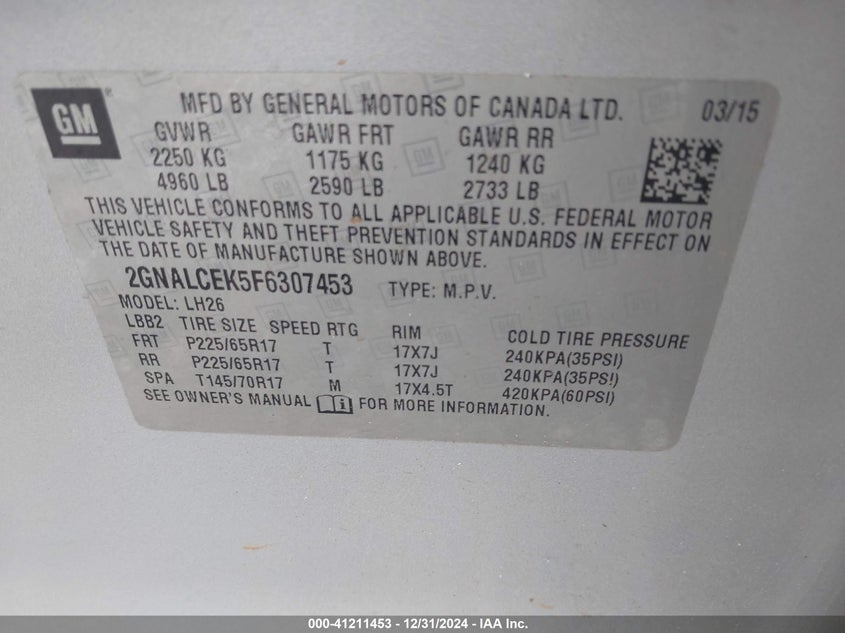 GM
MFD BY GENERAL MOTORS OF CANADA LTD. 03/15
GVWR GAWR FRT GAWR RR
2250 KG 1175 KG 1240 KG
4960 LB 2590 LB 2733 LB
THIS VEHICLE CONFORMS TO ALL APPLICABLE U.S. FEDERAL MOTOR
VEHICLE SAFETY AND THEFT PREVENTION STANDARDS IN EFFECT ON
THE DATE OF MANUFACTURE SHOWN ABOVE.
2GNALCEK5F6307453 TYPE: M.P.V.
MODEL: LH26
LBB2 TIRE SIZE SPEED RTG RIM COLD TIRE PRESSURE
FRT P225/65R17 T 17X7J 240KPA(35PSI)
RR P225/65R17 T 17X7J 240KPA(35PSI)
SPA T145/70R17 M 17X4.5T 420KPA(60PSI)
SEE OWNER'S MANUAL FOR MORE INFORMATION.
000-41211453 - 12/31/2024 - IAA Inc.